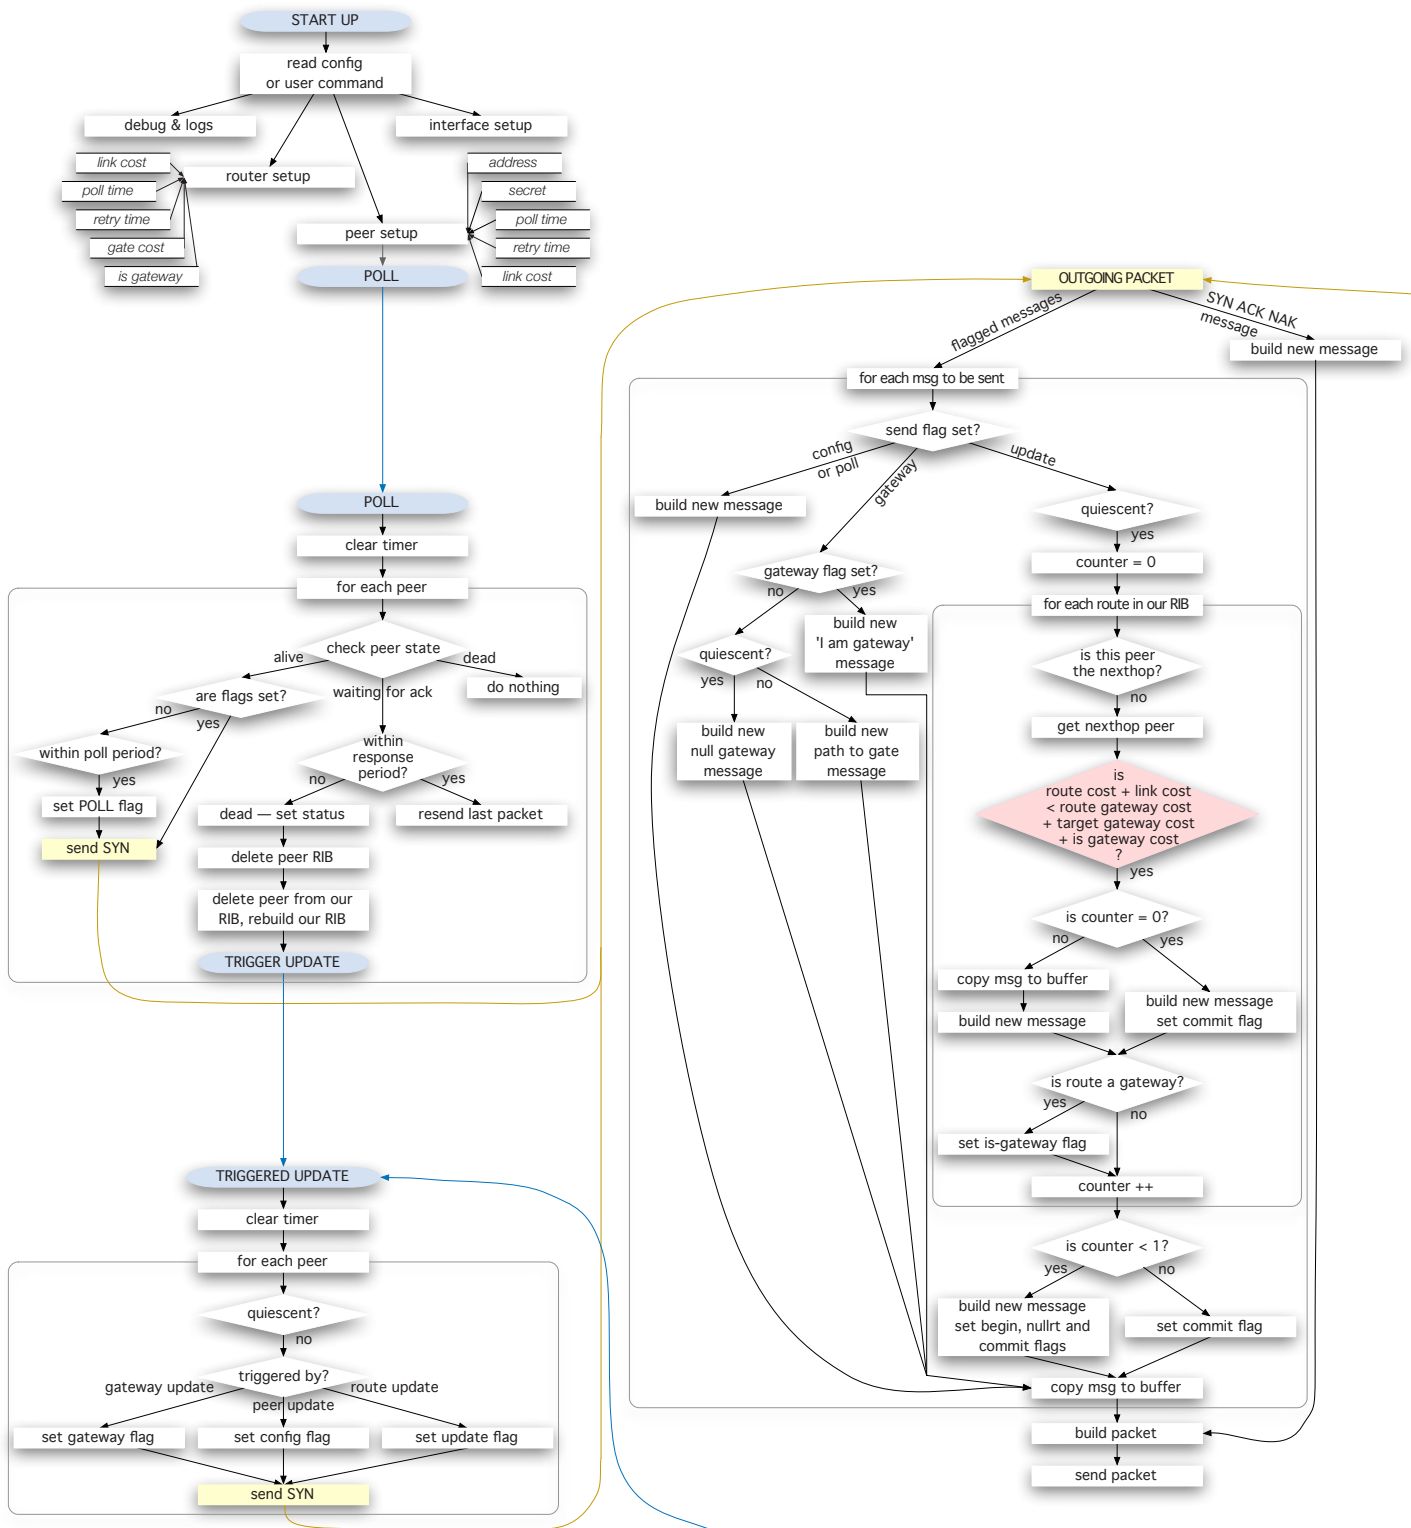 START UP
read config
or user command
debug & logs
interface setup
link cost
poll time
retry time
gate cost
is gateway
router setup
address
secret
poll time
retry time
link cost
peer setup
POLL
POLL
clear timer
for each peer
check peer state
alive
dead
waiting for ack
do nothing
are flags set?
no
yes
within poll period?
yes
set POLL flag
send SYN
within
response
period?
no
yes
dead — set status
resend last packet
delete peer RIB
delete peer from our
RIB, rebuild our RIB
TRIGGER UPDATE
TRIGGERED UPDATE
clear timer
for each peer
quiescent?
no
triggered by?
gateway update
peer update
route update
set gateway flag
set config flag
set update flag
send SYN
OUTGOING PACKET
flagged messages
SYN ACK NAK
message
build new message
for each msg to be sent
send flag set?
config
or poll
gateway
update
build new message
gateway flag set?
no
yes
build new
'I am gateway'
message
quiescent?
yes
no
build new
null gateway
message
build new
path to gate
message
quiescent?
yes
counter = 0
for each route in our RIB
is this peer
the nexthop?
no
get nexthop peer
is
route cost + link cost
< route gateway cost
+ target gateway cost
+ is gateway cost
?
yes
is counter = 0?
no
yes
copy msg to buffer
build new message
build new message
set commit flag
is route a gateway?
yes
no
set is-gateway flag
counter ++
is counter < 1?
yes
no
build new message
set begin, nullrt and
commit flags
set commit flag
copy msg to buffer
build packet
send packet